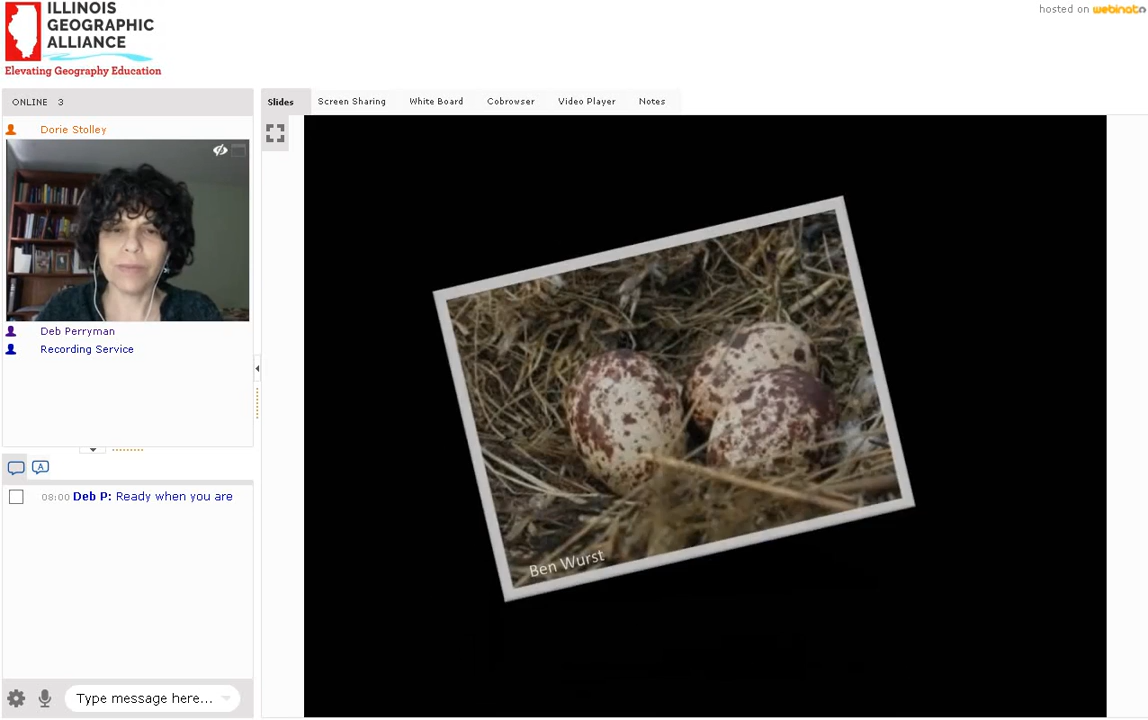 ILLINOIS
GEOGRAPHIC
ALLIANCE
Elevating Geography Education
hosted on webinato
ONLINE 3
Dorie Stolley
Deb Perryman
Recording Service
08:00 Deb P: Ready when you are
Type message here...
Slides Screen Sharing White Board Cobrowser Video Player Notes
Ben Wurst